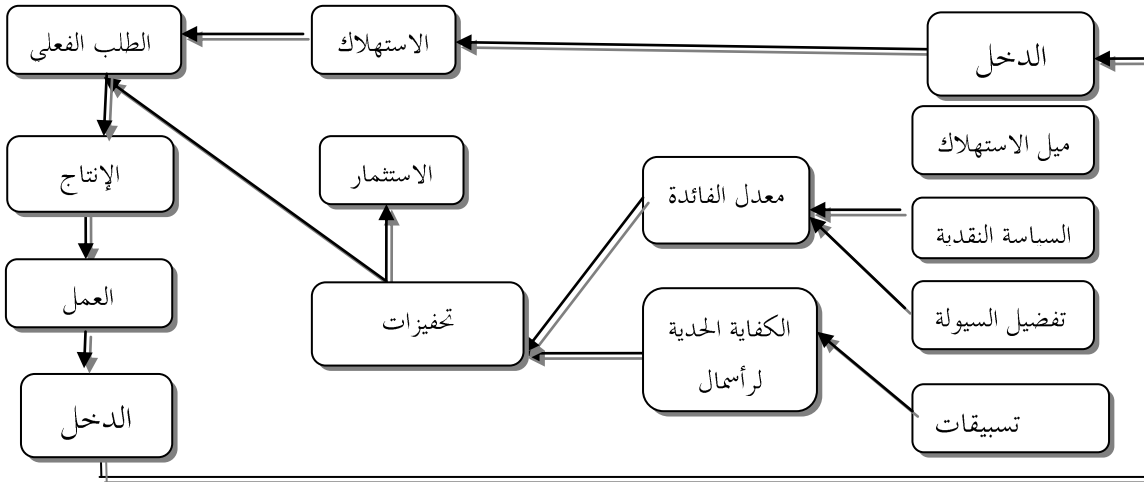 الدخل
الاستهلاك
الطلب الفعلي
ميل الاستهلاك
الإنتاج
الاستثمار
معدل الفائدة
السياسة النقدية
العمل
تحفيزات
تفضيل السيولة
الكفاية الحدية
لرأسمال
الدخل
تسبيقات